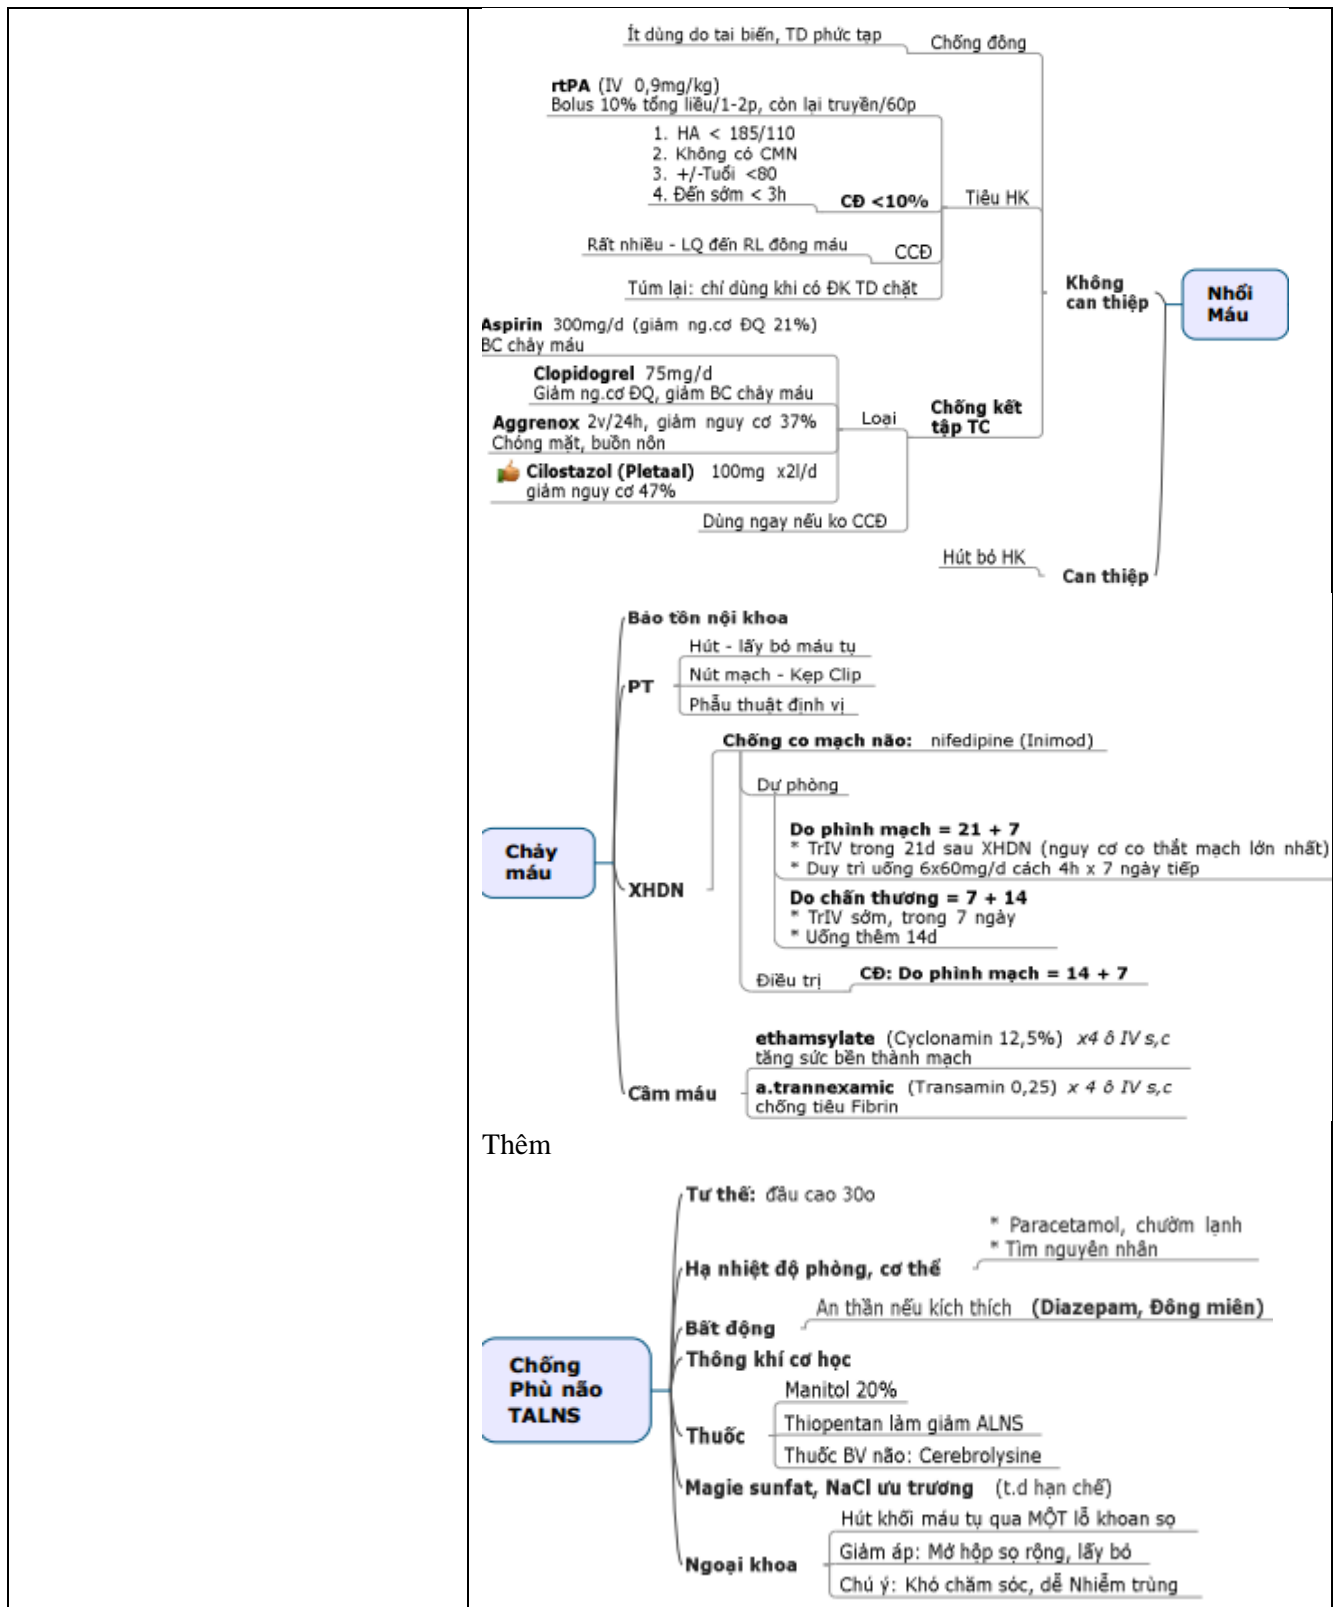 Ít dùng do tai biến, TD phức tạp
Chống đông
rtPA (IV 0,9mg/kg)
Bolus 10% tổng liều/1-2p, còn lại truyền/60p
1. HA < 185/110
2. Không có CMN
3. +/-Tuổi <80
4. Đến sớm < 3h
CĐ <10%
Tiêu HK
Rất nhiều - LQ đến RL đông máu
CCĐ
Túm lại: chỉ dùng khi có ĐK TD chặt
Không
can thiệp
Nhồi
Máu
Aspirin 300mg/d (giảm ng.cơ ĐQ 21%)
BC chảy máu
Clopidogrel 75mg/d
Giảm ng.cơ ĐQ, giảm BC chảy máu
Aggrenox 2v/24h, giảm nguy cơ 37%
Chóng mặt, buồn nôn
Cilostazol (Pletaal) 100mg x2l/d
giảm nguy cơ 47%
Loại
Chống kết
tập TC
Dùng ngay nếu ko CCĐ
Hút bỏ HK
Can thiệp
Bảo tồn nội khoa
Hút - lấy bỏ máu tụ
PT
Nút mạch - Kẹp Clip
Phẫu thuật định vị
Chống co mạch não: nifedipine (Inimod)
Dự phòng
Do phình mạch = 21 + 7
* TrIV trong 21d sau XHDN (nguy cơ co thắt mạch lớn nhất)
* Duy trì uống 6x60mg/d cách 4h x 7 ngày tiếp
Chảy
máu
XHDN
Do chấn thương = 7 + 14
* TrIV sớm, trong 7 ngày
* Uống thêm 14d
Điều trị
CĐ: Do phình mạch = 14 + 7
ethamsylate (Cyclonamin 12,5%) x4 ô IV s,c
tăng sức bền thành mạch
Cầm máu
a.trannexamic (Transamin 0,25) x 4 ô IV s,c
chống tiêu Fibrin
Thêm
Tư thế: đầu cao 30o
* Paracetamol, chườm lạnh
* Tìm nguyên nhân
Hạ nhiệt độ phòng, cơ thể
An thần nếu kích thích (Diazepam, Đông miên)
Bất động
Thông khí cơ học
Chống
Phù não
TALNS
Manitol 20%
Thuốc
Thiopentan làm giảm ALNS
Thuốc BV não: Cerebrolysine
Magie sunfat, NaCl ưu trương (t.d hạn chế)
Hút khối máu tụ qua MỘT lỗ khoan sọ
Ngoại khoa
Giảm áp: Mở hộp sọ rộng, lấy bỏ
Chú ý: Khó chăm sóc, dễ Nhiễm trùng